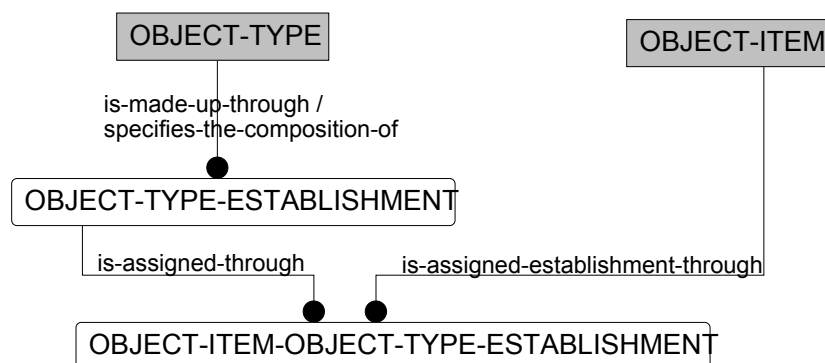 OBJECT-TYPE
OBJECT-ITEM
is-made-up-through /
specifies-the-composition-of
OBJECT-TYPE-ESTABLISHMENT
is-assigned-through
is-assigned-establishment-through
OBJECT-ITEM-OBJECT-TYPE-ESTABLISHMENT